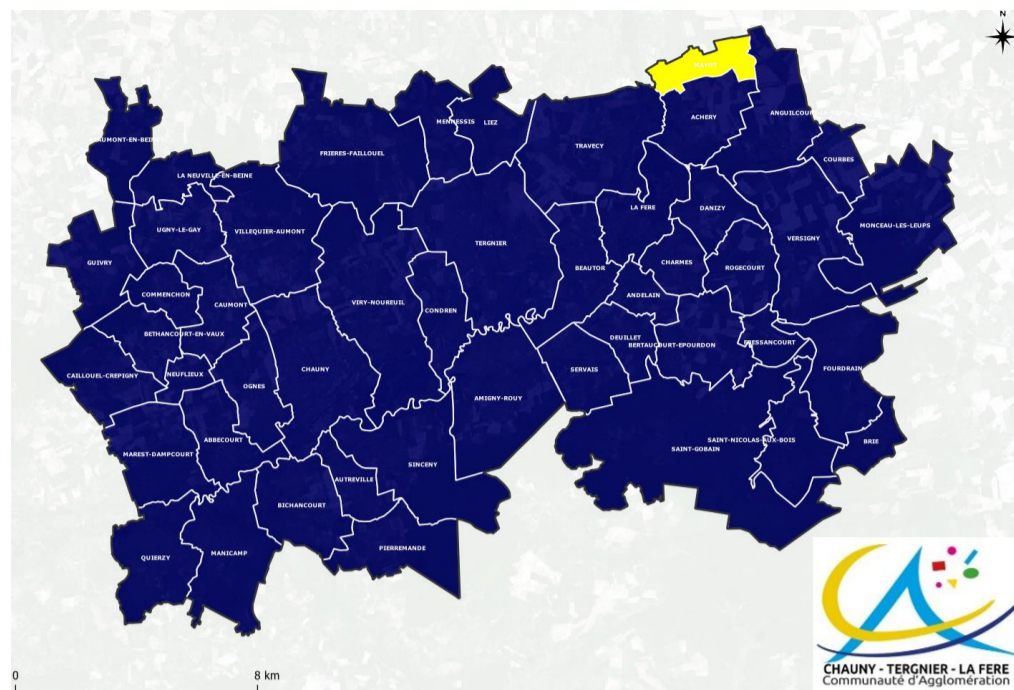 N
MAYOT
ACHERY
ANGUILCOUR
MENNESSIS
LIEZ
AUMONT-EN-BEIN
TRAVECY
FRIERES-FAILLOUEL
COURBES
LA NEUVILLE-EN-BEINE
LA FERE
DANIZY
MONCEAU-LES-LEUPS
UGNY-LE-GAY
VILLEQUIER-AUMONT
VERSIGNY
TERGNIER
GUIVRY
CHARMES
ROGECOURT
BEAUTOR
COMMENCHON
ANDELAIN
CAUMONT
VIRY-NOUREUIL
CONDREN
BETHANCOURT-EN-VAUX
DEUILLET
BERTAUCOURT-EPOURDON
FRESSANCOURT
CHAUNY
SERVAIS
FOURDRAIN
CAILLOUEL-CREPIGNY
NEUFLIEUX
OGNES
AMIGNY-ROUY
ABBECOURT
SAINT-NICOLAS-AUX-BOIS
BRIE
SAINT-GOBAIN
MAREST-DAMPCOURT
SINCENY
AUTREVILLE
BICHANCOURT
PIERREMANDE
MANICAMP
QUIERZY
0
8 km
CHAUNY - TERGNIER - LA FERE
Communauté d'Agglomération